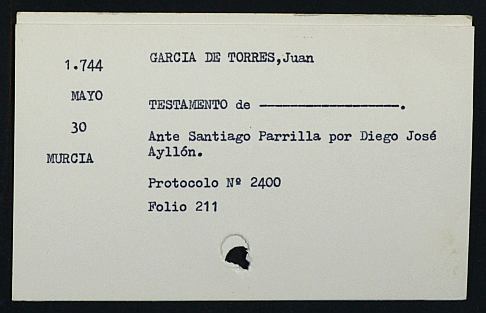 1.744
MAYO
30
MURCIA
GARCIA DE TORRES,Juan
TESTAMENTO de ------------------.
Ante Santiago Parrilla por Diego José
Ayllón.
Protocolo Nº 2400
Folio 211